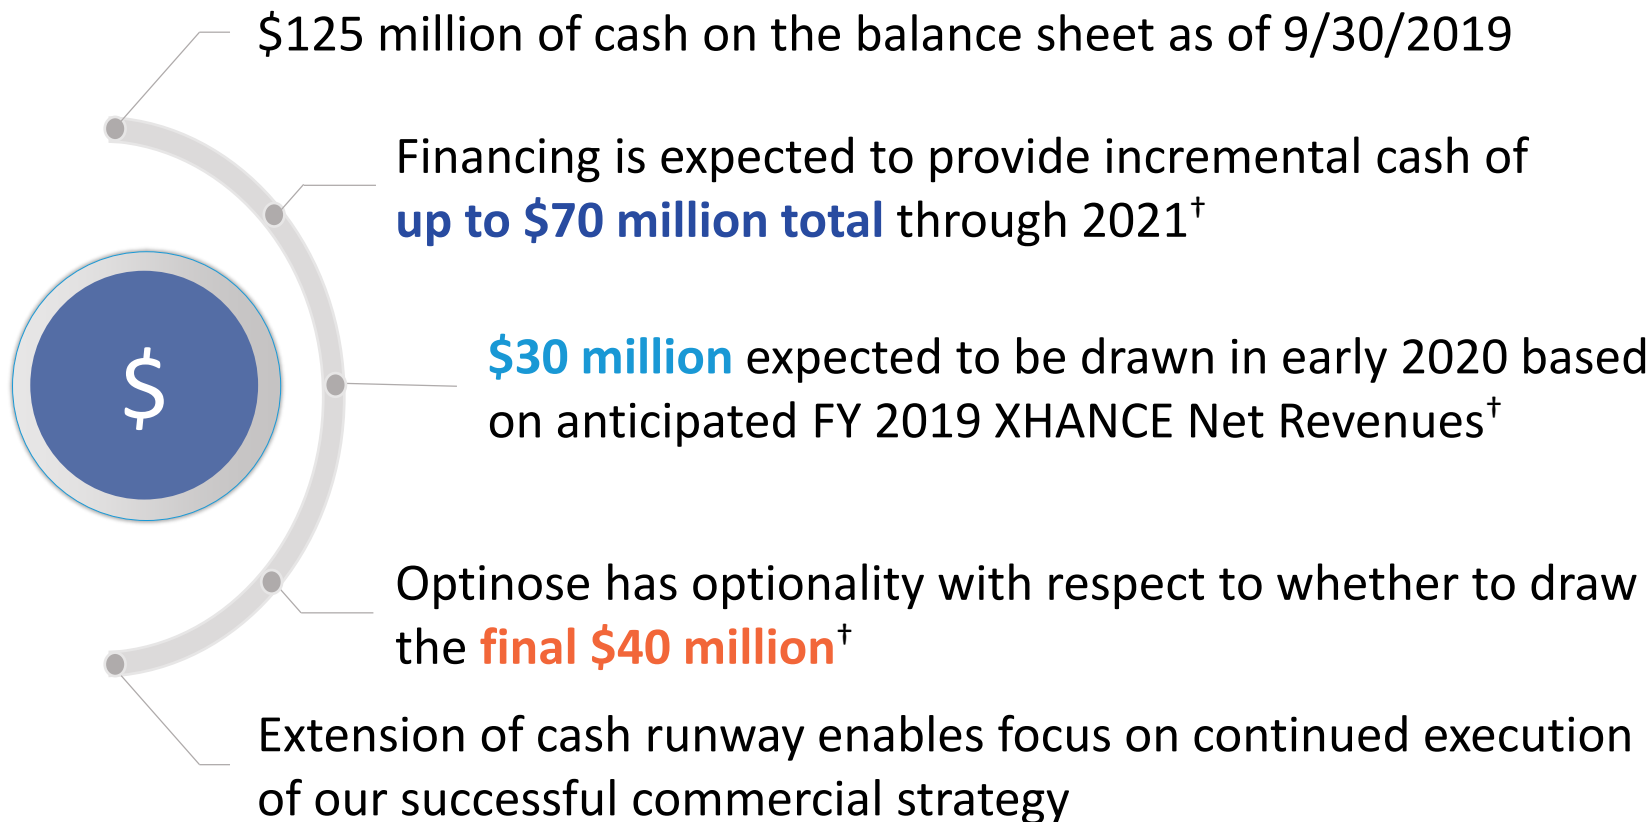 $125 million of cash on the balance sheet as of 9/30/2019
Financing is expected to provide incremental cash of
up to $70 million total through 2021†
$
$30 million expected to be drawn in early 2020 based
on anticipated FY 2019 XHANCE Net Revenues†
Optinose has optionality with respect to whether to draw
the final $40 million†
Extension of cash runway enables focus on continued execution
of our successful commercial strategy